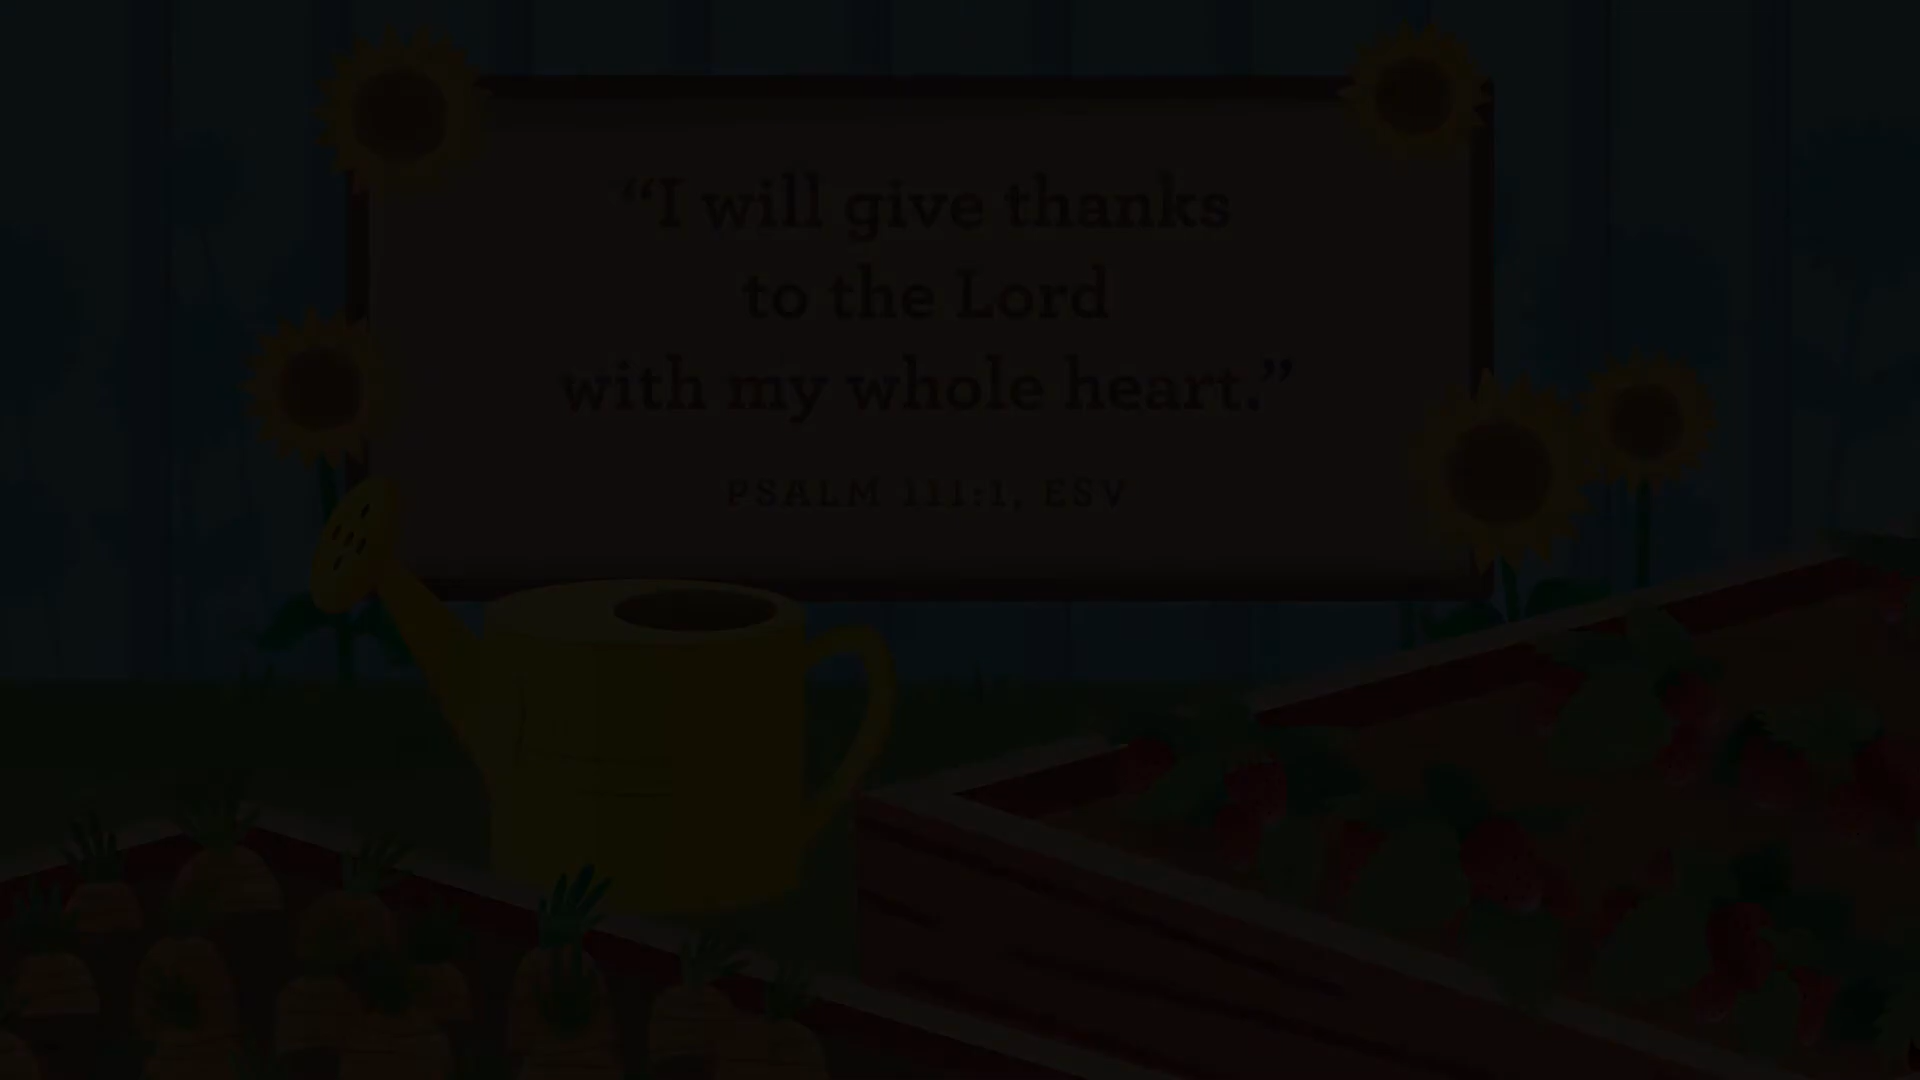 “I will give thanks
to the Lord
with my whole heart.”
PSALM 111:1, ESV